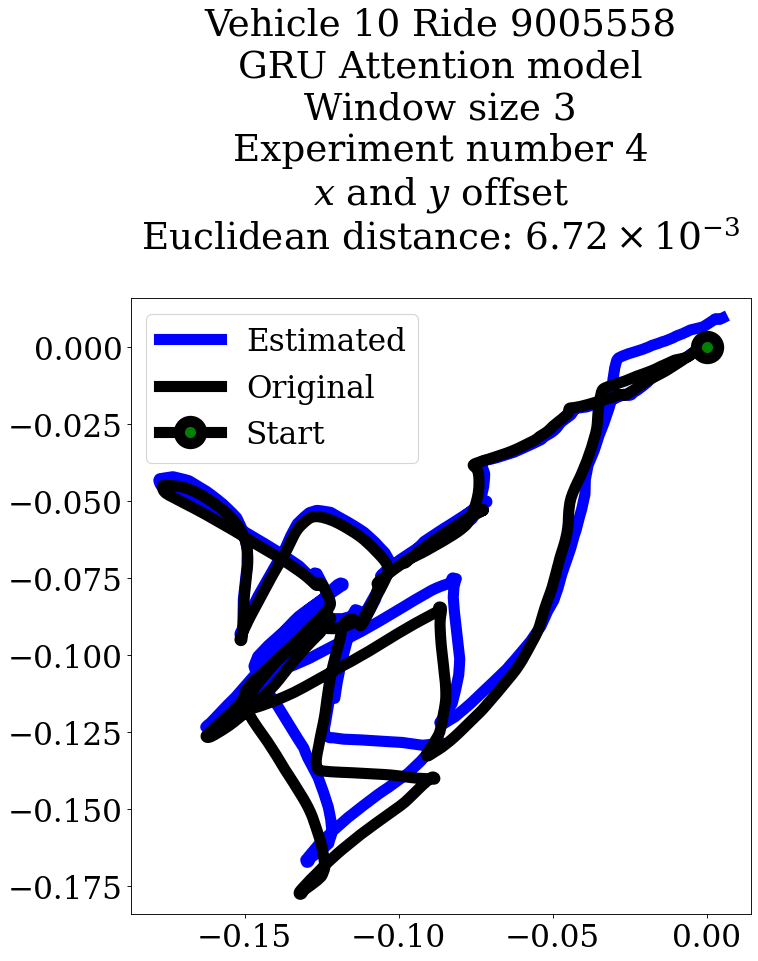 Vehicle 10 Ride 9005558
GRU Attention model
Window size 3
Experiment number 4
x and y offset
Euclidean distance: 6.72 × 10⁻³
Estimated
Original
Start
0.000
−0.025
−0.050
−0.075
−0.100
−0.125
−0.150
−0.175
−0.15 −0.10 −0.05 0.00